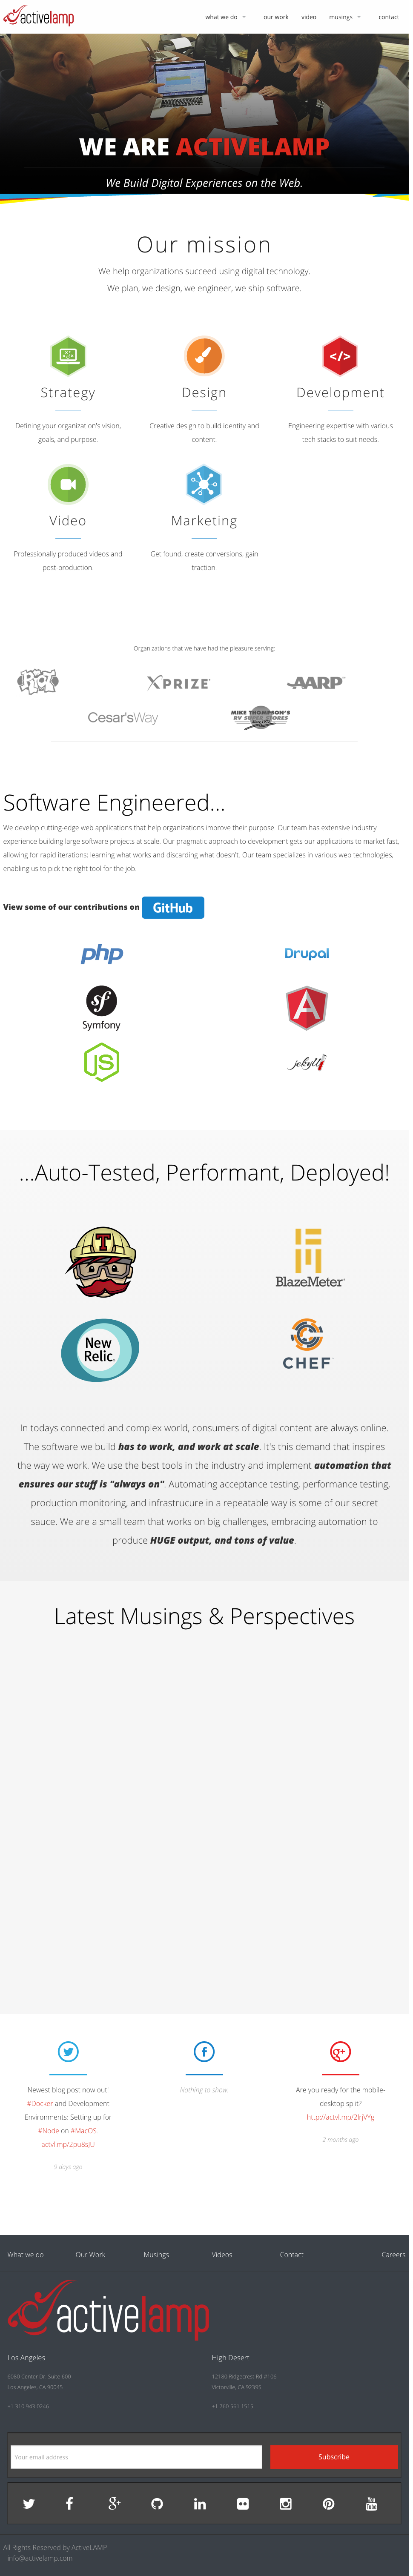 activelamp
what we do
our work
video
musings
contact
WE ARE ACTIVELAMP
We Build Digital Experiences on the Web.
Our mission
We help organizations succeed using digital technology.
We plan, we design, we engineer, we ship software.
Strategy
Defining your organization's vision,
goals, and purpose.
Design
Creative design to build identity and
content.
</>
Development
Engineering expertise with various
tech stacks to suit needs.
Video
Professionally produced videos and
post-production.
Marketing
Get found, create conversions, gain
traction.
Organizations that we have had the pleasure serving:
RIOT
XPRIZE
AARP
Cesar'sWay
MIKE THOMPSON'S
RV SUPER STORES
Software Engineered...
We develop cutting-edge web applications that help organizations improve their purpose. Our team has extensive industry
experience building large software projects at scale. Our pragmatic approach to development gets our applications to market fast,
allowing for rapid iterations; learning what works and discarding what doesn't. Our team specializes in various web technologies,
enabling us to pick the right tool for the job.
View some of our contributions on GitHub
php
Drupal
sf
Symfony
A
JS
jekyll
...Auto-Tested, Performant, Deployed!
T
BlazeMeter
New
Relic.
CHEF
In todays connected and complex world, consumers of digital content are always online.
The software we build has to work, and work at scale. It's this demand that inspires
the way we work. We use the best tools in the industry and implement automation that
ensures our stuff is "always on". Automating acceptance testing, performance testing,
production monitoring, and infrastrucure in a repeatable way is some of our secret
sauce. We are a small team that works on big challenges, embracing automation to
produce HUGE output, and tons of value.
Latest Musings & Perspectives
Newest blog post now out!
#Docker and Development
Environments: Setting up for
#Node on #MacOS.
actvl.mp/2pu8sJU
9 days ago
Nothing to show.
Are you ready for the mobile-
desktop split?
http://actvl.mp/2IrjVYg
2 months ago
What we do
Our Work
Musings
Videos
Contact
Careers
activelamp
Los Angeles
6080 Center Dr. Suite 600
Los Angeles, CA 90045
+1 310 943 0246
High Desert
12180 Ridgecrest Rd #106
Victorville, CA 92395
+1 760 561 1515
Your email address
Subscribe
You Tube
All Rights Reserved by ActiveLAMP
info@activelamp.com